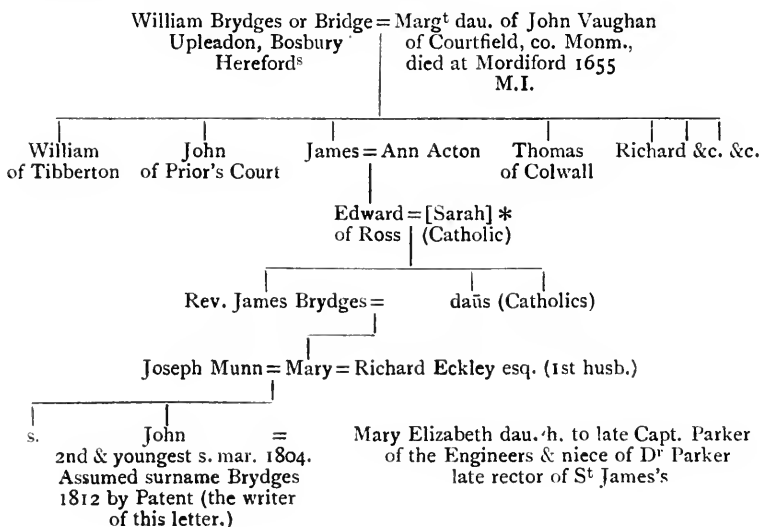 William Brydges or Bridge = Margᵗ dau. of John Vaughan
Upleadon, Bosbury of Courtfield, co. Monm.,
Herefordˢ died at Mordiford 1655
M.I.
William John James = Ann Acton Thomas Richard &c. &c.
of Tibberton of Prior's Court of Colwall
Edward = [Sarah] *
of Ross (Catholic)
Rev. James Brydges = daūs (Catholics)
Joseph Munn = Mary = Richard Eckley esq. (1st husb.)
s. John = Mary Elizabeth dau. h. to late Capt. Parker
2nd & youngest s. mar. 1804. of the Engineers & niece of Dʳ Parker
Assumed surname Brydges late rector of Sᵗ James's
1812 by Patent (the writer
of this letter.)